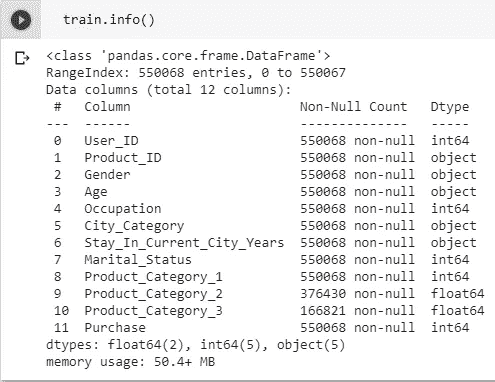 train.info()
<class 'pandas.core.frame.DataFrame'>
RangeIndex: 550068 entries, 0 to 550067
Data columns (total 12 columns):
 #   Column                      Non-Null Count   Dtype
---  ------                      --------------   -----
 0   User_ID                     550068 non-null  int64
 1   Product_ID                  550068 non-null  object
 2   Gender                      550068 non-null  object
 3   Age                         550068 non-null  object
 4   Occupation                  550068 non-null  int64
 5   City_Category               550068 non-null  object
 6   Stay_In_Current_City_Years  550068 non-null  object
 7   Marital_Status              550068 non-null  int64
 8   Product_Category_1          550068 non-null  int64
 9   Product_Category_2          376430 non-null  float64
 10  Product_Category_3          166821 non-null  float64
 11  Purchase                    550068 non-null  int64
dtypes: float64(2), int64(5), object(5)
memory usage: 50.4+ MB